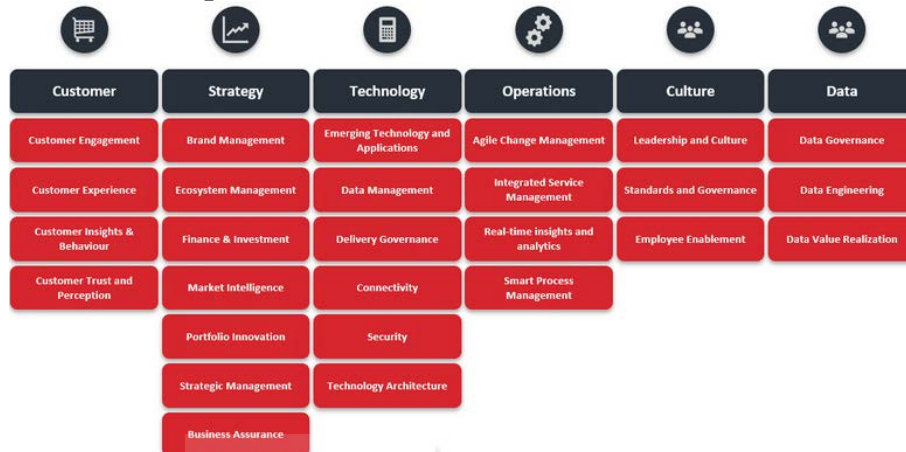 Customer
Strategy
Technology
Operations
Culture
Data
Customer Engagement
Customer Experience
Customer Insights &
Behaviour
Customer Trust and
Perception
Brand Management
Ecosystem Management
Finance & Investment
Market Intelligence
Portfolio Innovation
Strategic Management
Business Assurance
Emerging Technology and
Applications
Data Management
Delivery Governance
Connectivity
Security
Technology Architecture
Agile Change Management
Integrated Service
Management
Real-time insights and
analytics
Smart Process
Management
Leadership and Culture
Standards and Governance
Employee Enablement
Data Governance
Data Engineering
Data Value Realization